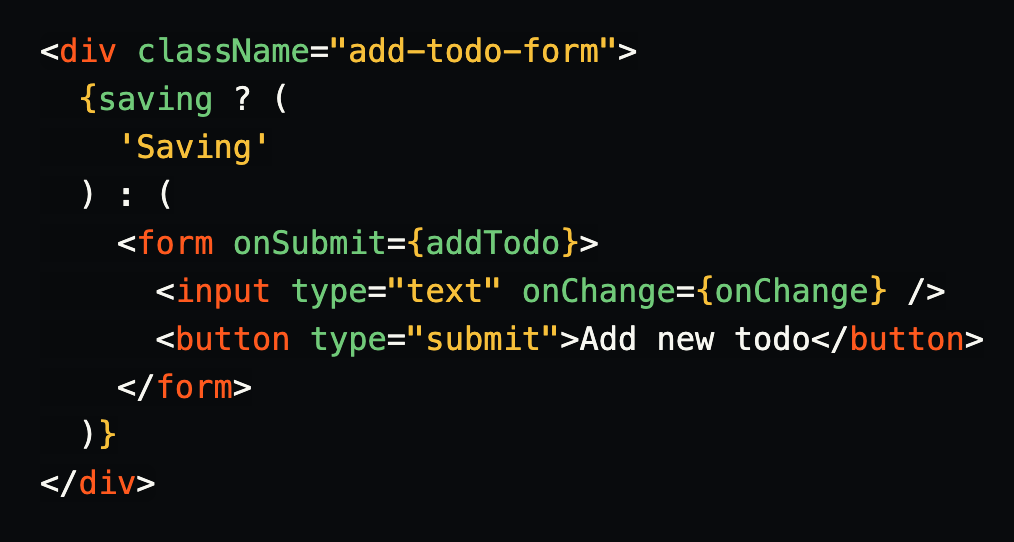 <div className="add-todo-form">
  {saving ? (
    'Saving'
  ) : (
    <form onSubmit={addTodo}>
      <input type="text" onChange={onChange} />
      <button type="submit">Add new todo</button>
    </form>
  )}
</div>